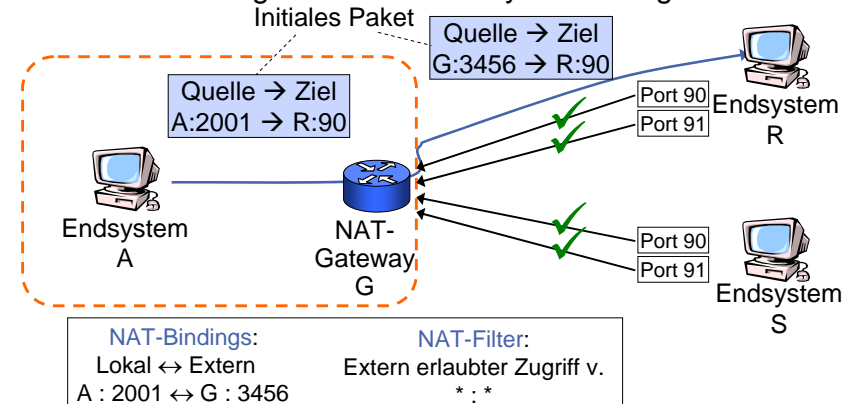 Initiales Paket
Quelle → Ziel
G:3456 → R:90
Quelle → Ziel
A:2001 → R:90
Port 90
Port 91
Endsystem
R
Endsystem
A
NAT-
Gateway
G
Port 90
Port 91
Endsystem
S
NAT-Bindings:
Lokal ↔ Extern
A : 2001 ↔ G : 3456
NAT-Filter:
Extern erlaubter Zugriff v.
* : *